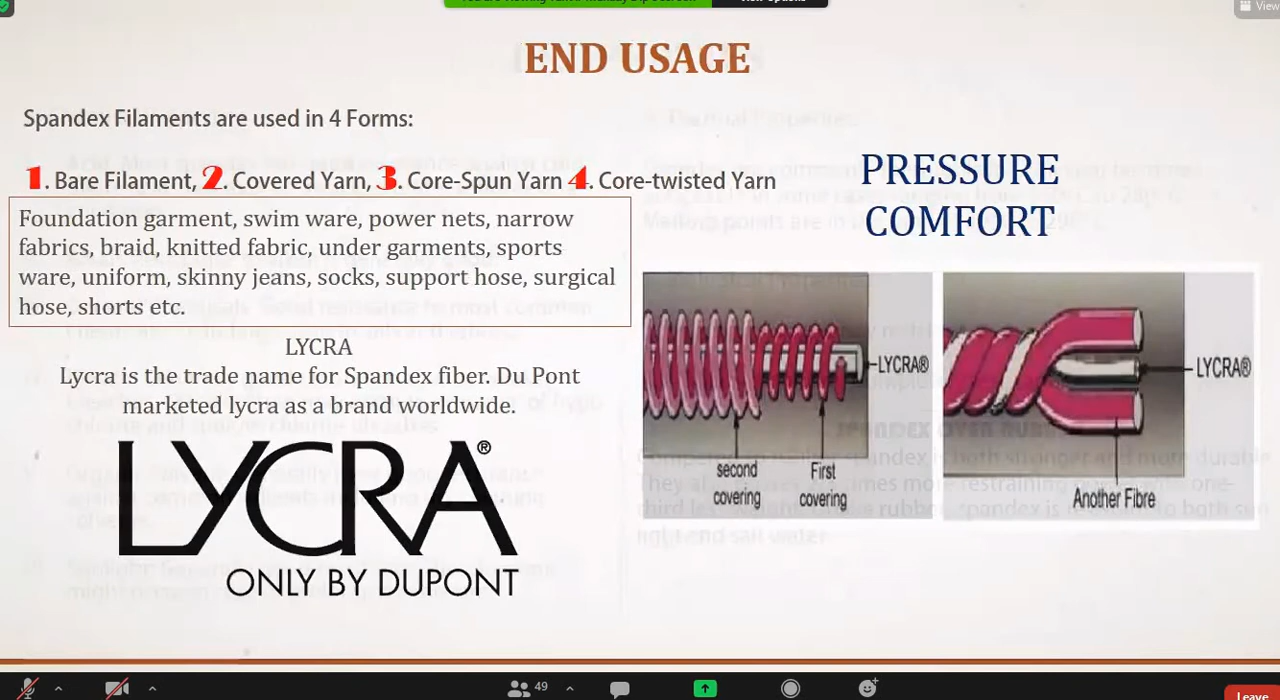 View
END USAGE
Spandex Filaments are used in 4 Forms:
1. Bare Filament, 2. Covered Yarn, 3. Core-Spun Yarn 4. Core-twisted Yarn
Foundation garment, swim ware, power nets, narrow
fabrics, braid, knitted fabric, under garments, sports
ware, uniform, skinny jeans, socks, support hose, surgical
hose, shorts etc.
LYCRA
Lycra is the trade name for Spandex fiber. Du Pont
marketed lycra as a brand worldwide.
LYCRA®
ONLY BY DUPONT
PRESSURE
COMFORT
LYCRA®
second
covering
First
covering
LYCRA®
Another Fibre
49
Leave